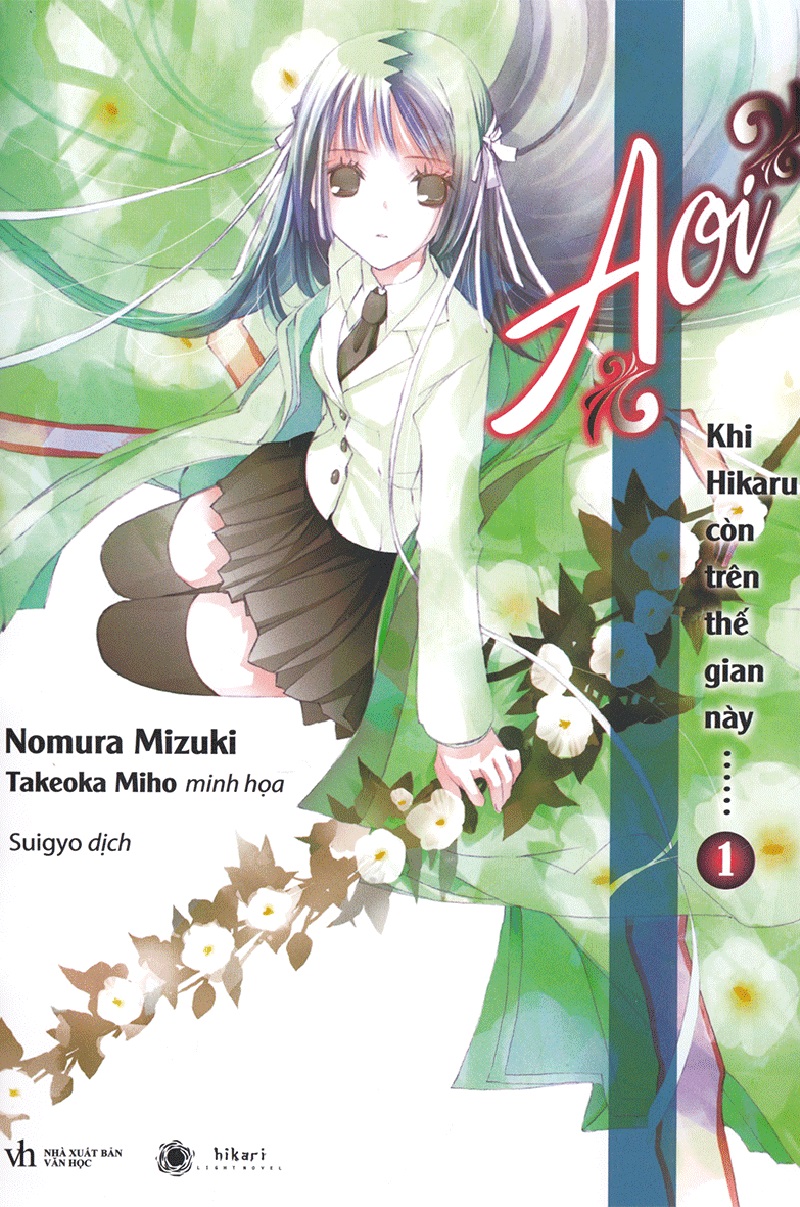 Aoi
Khi
Hikaru
còn
trên
thế
gian
này
.......
1
Nomura Mizuki
Takeoka Miho minh họa
Suigyo dịch
vh NHÀ XUẤT BẢN
VĂN HỌC
hikari
LIGHT NOVEL